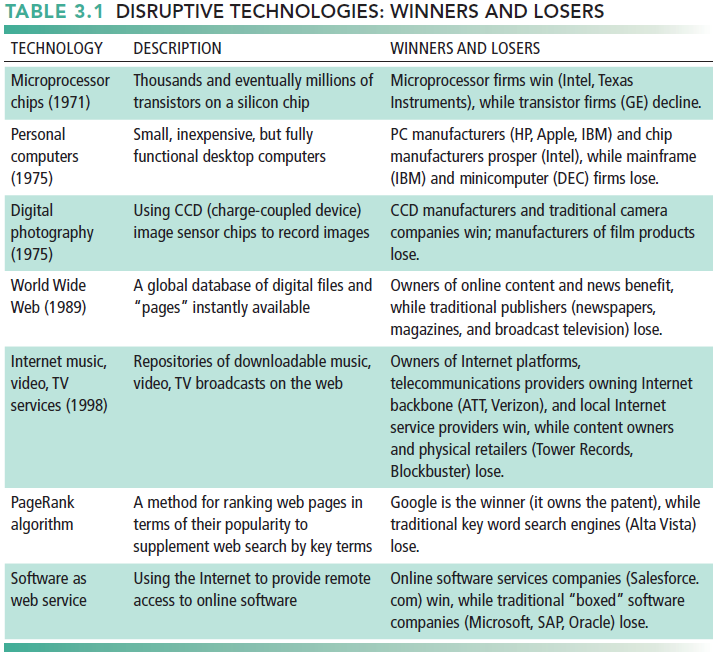 TABLE 3.1 DISRUPTIVE TECHNOLOGIES: WINNERS AND LOSERS
TECHNOLOGY DESCRIPTION WINNERS AND LOSERS
Microprocessor Thousands and eventually millions of Microprocessor firms win (Intel, Texas
chips (1971) transistors on a silicon chip Instruments), while transistor firms (GE) decline.
Personal Small, inexpensive, but fully PC manufacturers (HP, Apple, IBM) and chip
computers functional desktop computers manufacturers prosper (Intel), while mainframe
(1975) (IBM) and minicomputer (DEC) firms lose.
Digital Using CCD (charge-coupled device) CCD manufacturers and traditional camera
photography image sensor chips to record images companies win; manufacturers of film products
(1975) lose.
World Wide A global database of digital files and Owners of online content and news benefit,
Web (1989) “pages” instantly available while traditional publishers (newspapers,
magazines, and broadcast television) lose.
Internet music, Repositories of downloadable music, Owners of Internet platforms,
video, TV video, TV broadcasts on the web telecommunications providers owning Internet
services (1998) backbone (ATT, Verizon), and local Internet
service providers win, while content owners
and physical retailers (Tower Records,
Blockbuster) lose.
PageRank A method for ranking web pages in Google is the winner (it owns the patent), while
algorithm terms of their popularity to traditional key word search engines (Alta Vista)
supplement web search by key terms lose.
Software as Using the Internet to provide remote Online software services companies (Salesforce.
web service access to online software com) win, while traditional “boxed” software
companies (Microsoft, SAP, Oracle) lose.